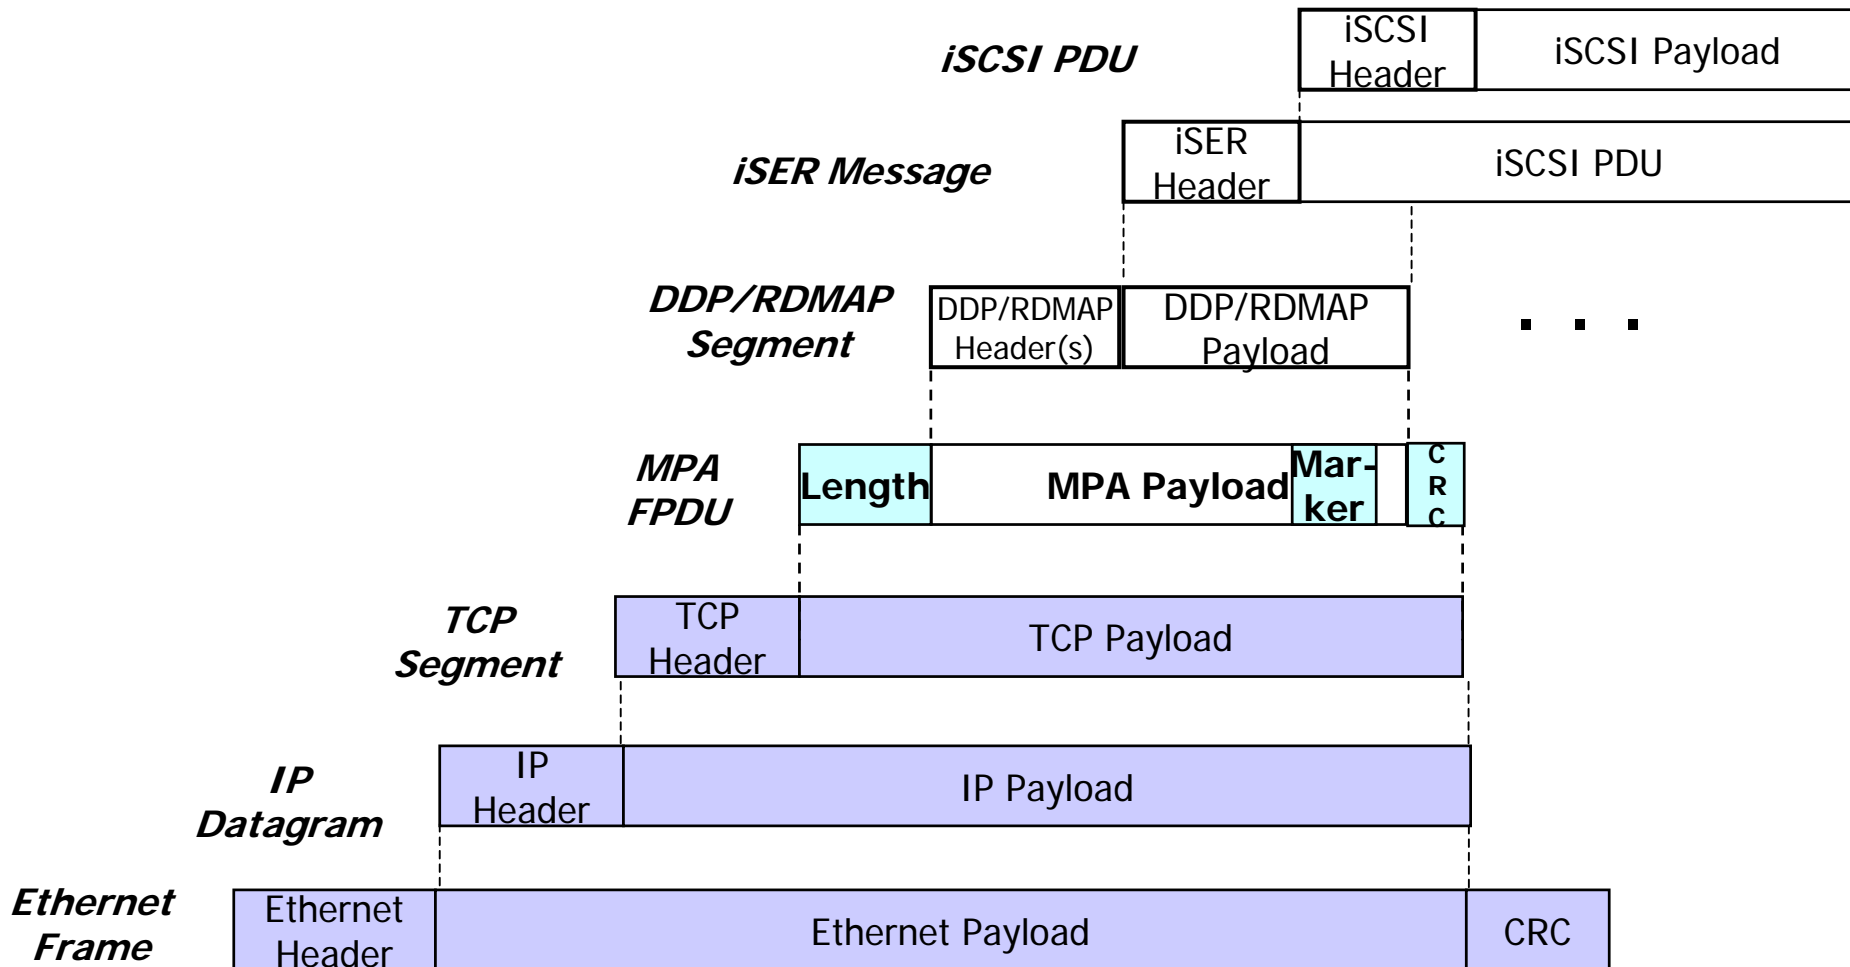 iSCSI PDU
iSCSI
Header
iSCSI Payload
iSER Message
iSER
Header
iSCSI PDU
DDP/RDMAP
Segment
DDP/RDMAP
Header(s)
DDP/RDMAP
Payload
. . .
MPA
FPDU
Length
MPA Payload
Mar-
ker
C
R
C
TCP
Segment
TCP
Header
TCP Payload
IP
Datagram
IP
Header
IP Payload
Ethernet
Frame
Ethernet
Header
Ethernet Payload
CRC